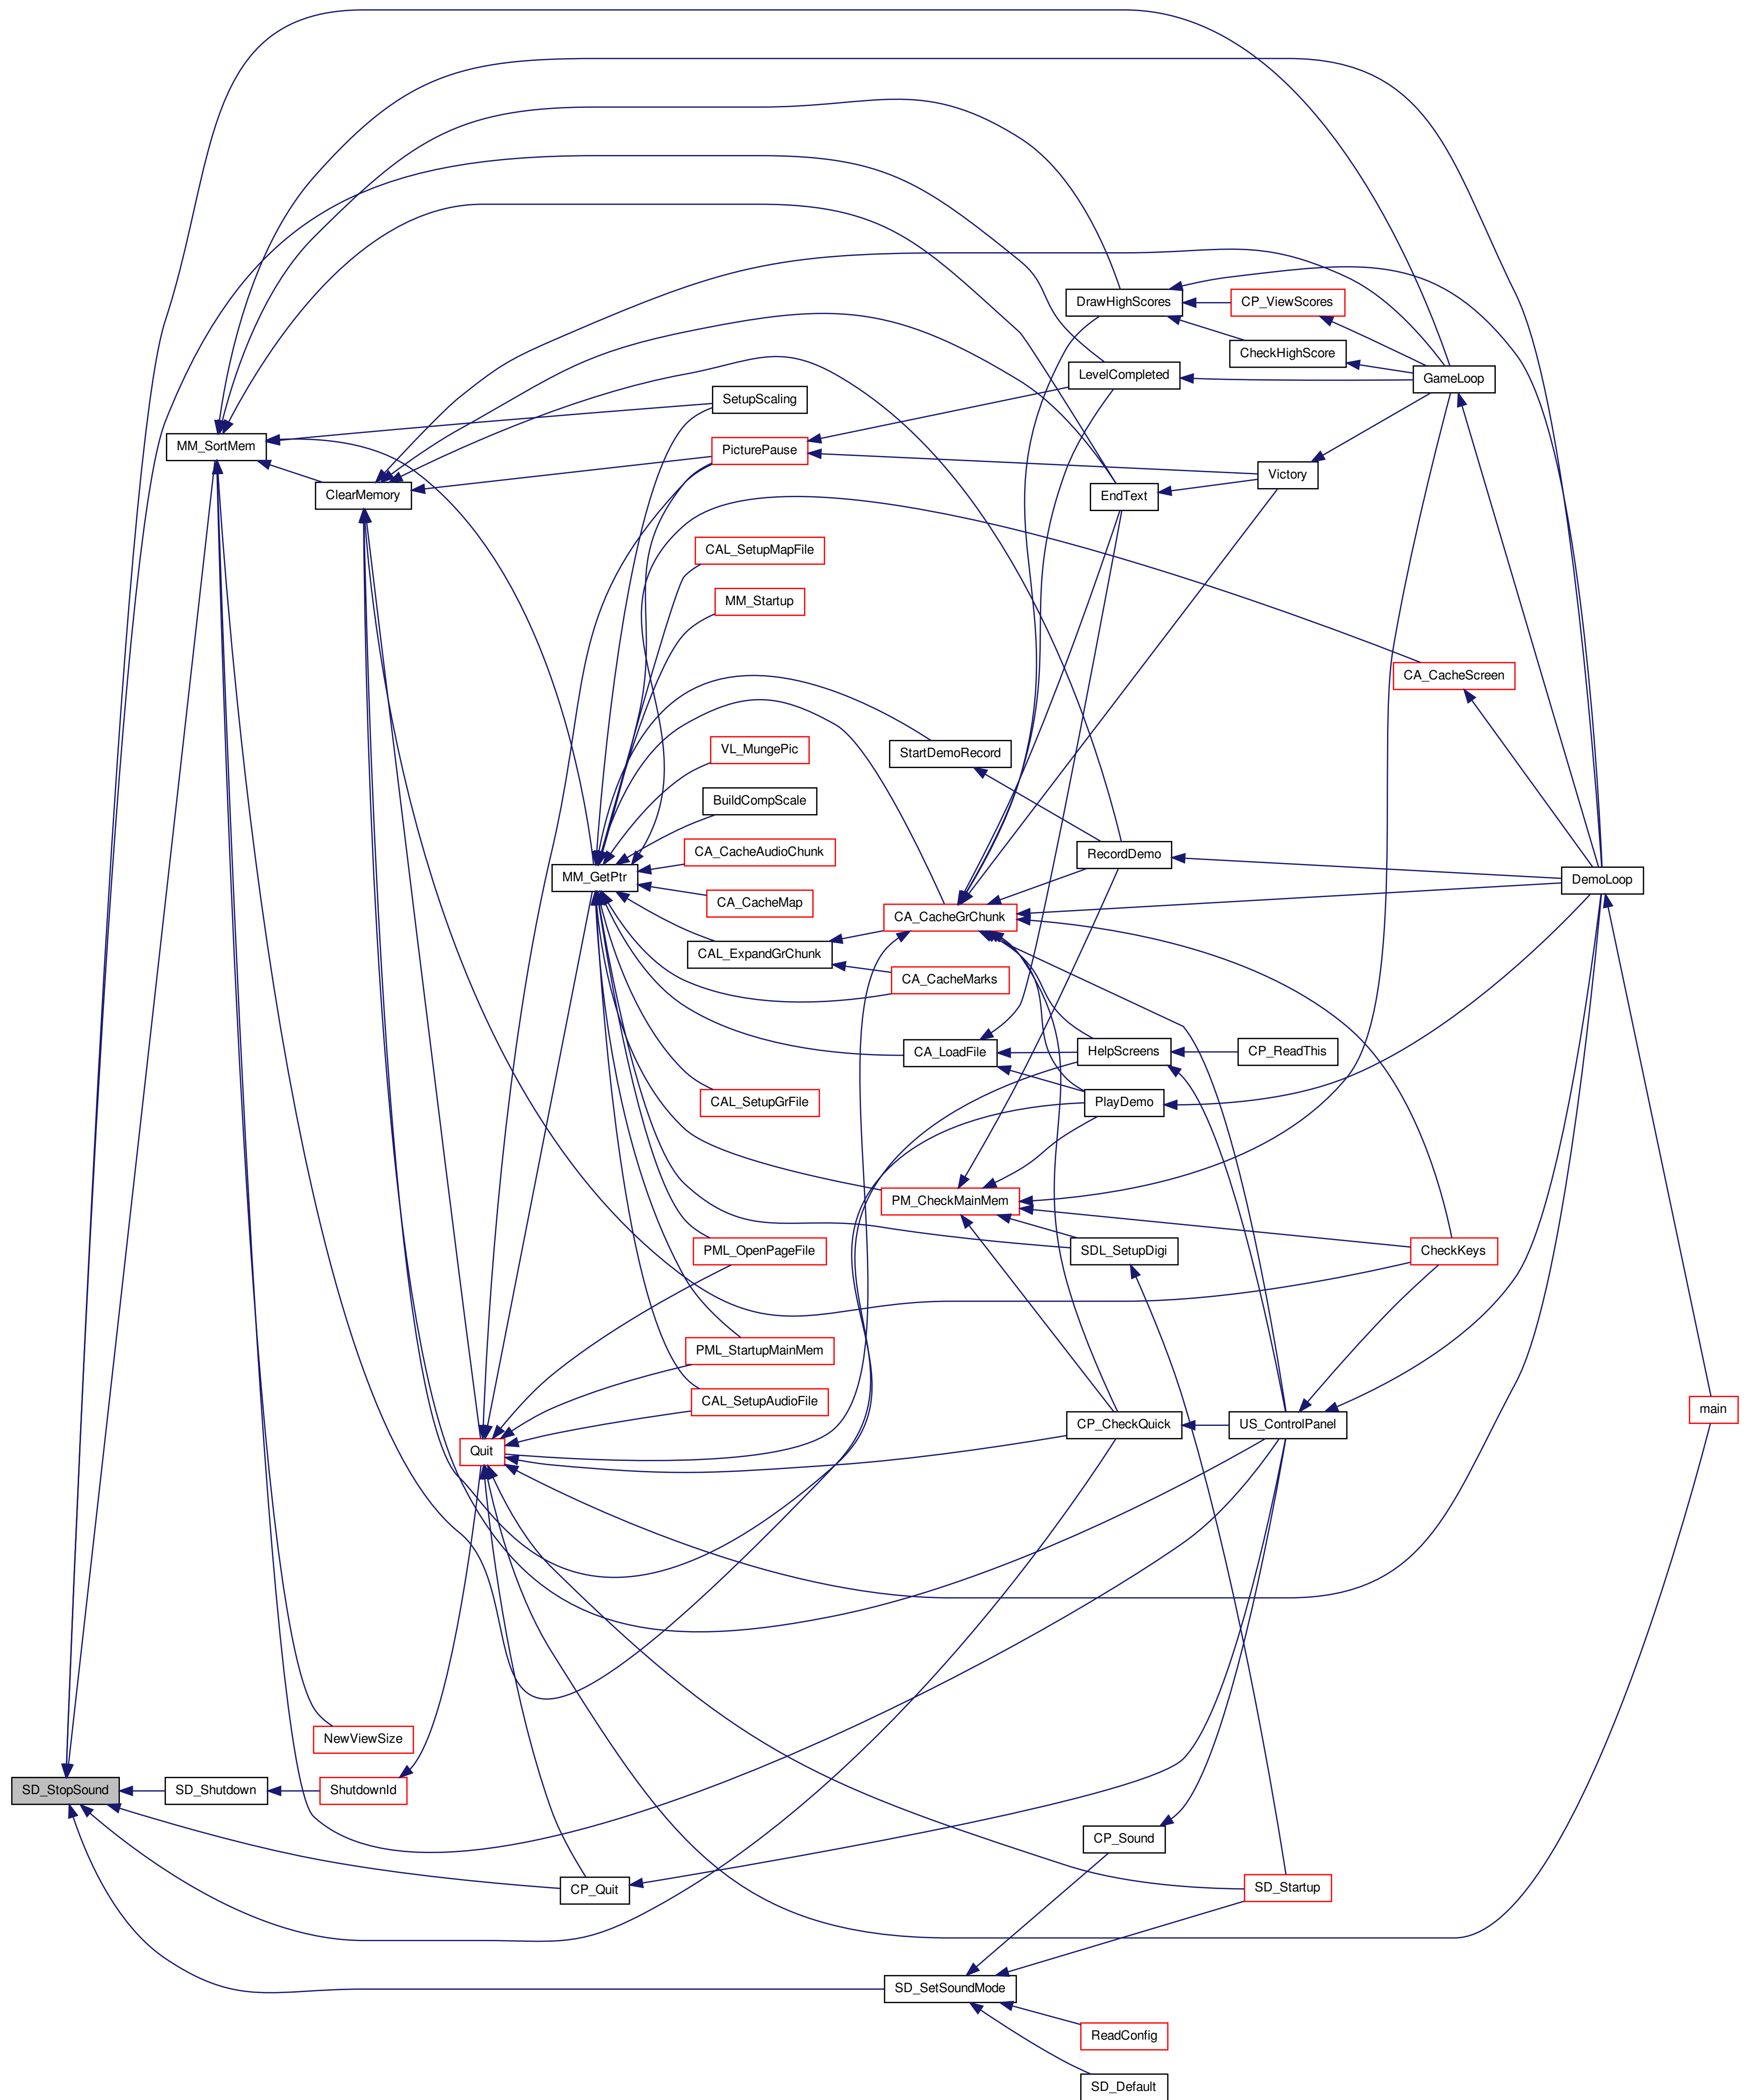 DrawHighScores
CP_ViewScores
CheckHighScore
LevelCompleted
GameLoop
SetupScaling
MM_SortMem
PicturePause
Victory
ClearMemory
EndText
CAL_SetupMapFile
MM_Startup
CA_CacheScreen
VL_MungePic
StartDemoRecord
BuildCompScale
CA_CacheAudioChunk
RecordDemo
MM_GetPtr
DemoLoop
CA_CacheMap
CA_CacheGrChunk
CAL_ExpandGrChunk
CA_CacheMarks
CA_LoadFile
HelpScreens
CP_ReadThis
CAL_SetupGrFile
PlayDemo
PM_CheckMainMem
PML_OpenPageFile
SDL_SetupDigi
CheckKeys
PML_StartupMainMem
CAL_SetupAudioFile
main
CP_CheckQuick
US_ControlPanel
Quit
NewViewSize
SD_StopSound
SD_Shutdown
ShutdownId
CP_Sound
CP_Quit
SD_Startup
SD_SetSoundMode
ReadConfig
SD_Default